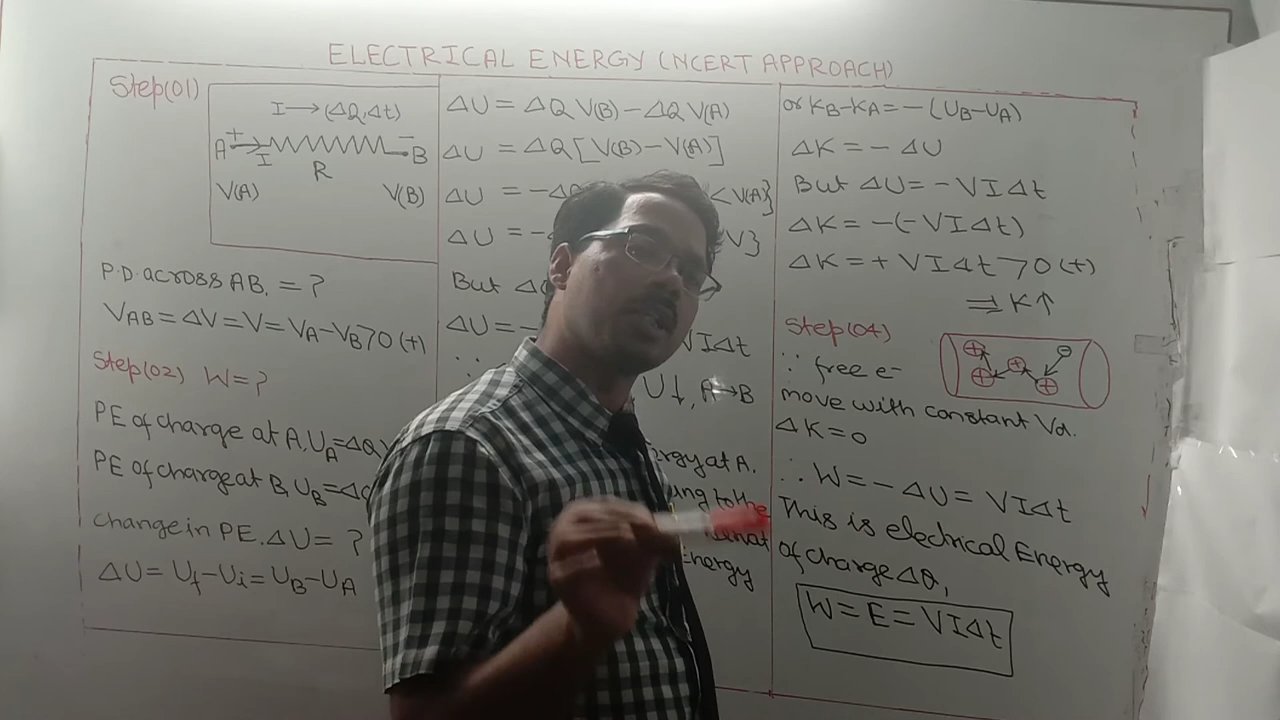 ELECTRICAL ENERGY (NCERT APPROACH)
Step(01)
I → (ΔQ, Δt)
A + I R - B
V(A) V(B)
P.D. across AB, = ?
VAB = ΔV = V = VA - VB > 0 (+)
Step(02) W = ?
PE of charge at A, UA = ΔQ V
PE of charge at B, UB = ΔQ
change in PE. ΔU = ?
ΔU = Uf - Ui = UB - UA
ΔU = ΔQ V(B) - ΔQ V(A)
ΔU = ΔQ [V(B) - V(A)]
ΔU = -ΔQ < V(A)}
ΔU = - V}
But
ΔU = - VIΔt
∴ U↓, A→B
at A.
to the
Energy
or KB - KA = - (UB - UA)
ΔK = - ΔU
But ΔU = - VIΔt
ΔK = -(- VIΔt)
ΔK = + VIΔt > 0 (+)
⇒ K↑
Step(04)
∵ free e-
+ + + + -
move with constant Vd.
ΔK = 0
∴ W = - ΔU = VIΔt
This is electrical Energy
of charge ΔQ,
W = E = VIΔt